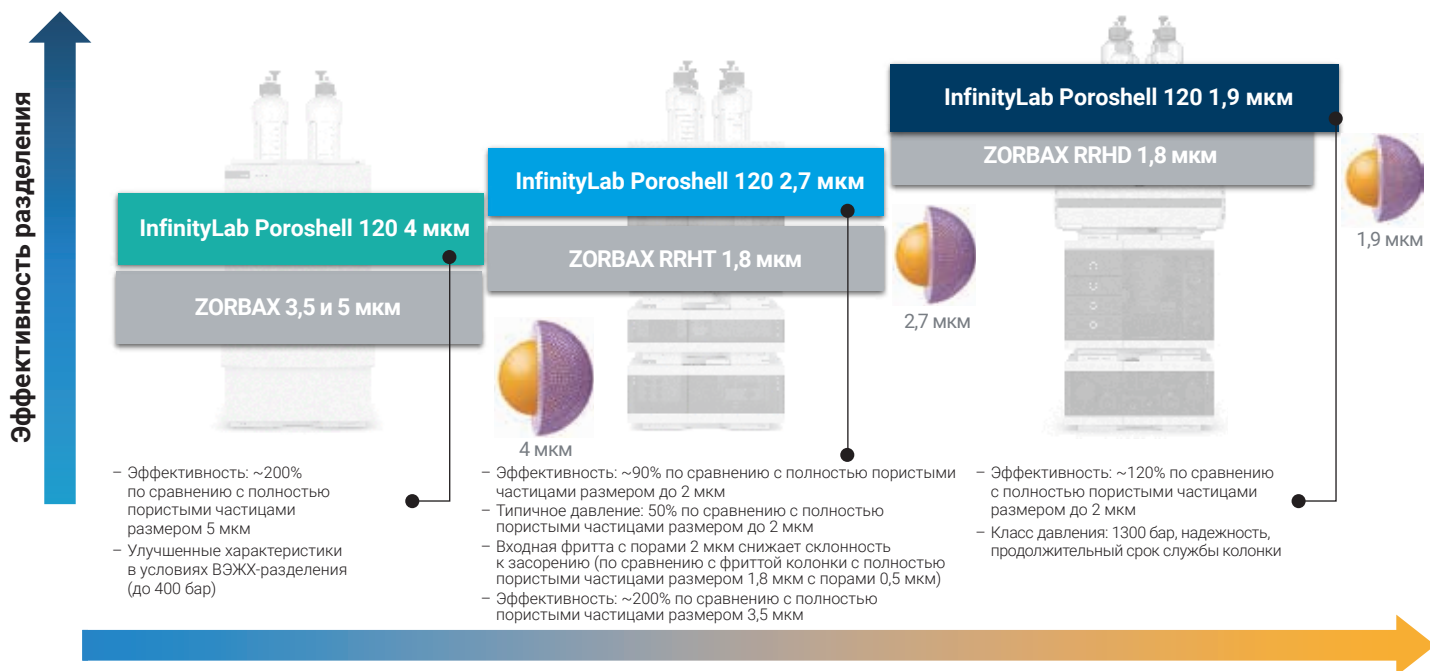 Эффективность разделения
InfinityLab Poroshell 120 4 мкм
ZORBAX 3,5 и 5 мкм
4 мкм
– Эффективность: ~200%
по сравнению с полностью
пористыми частицами
размером 5 мкм
– Улучшенные характеристики
в условиях ВЭЖХ-разделения
(до 400 бар)
InfinityLab Poroshell 120 2,7 мкм
ZORBAX RRHT 1,8 мкм
2,7 мкм
– Эффективность: ~90% по сравнению с полностью пористыми
частицами размером до 2 мкм
– Типичное давление: 50% по сравнению с полностью
пористыми частицами размером до 2 мкм
– Входная фритта с порами 2 мкм снижает склонность
к засорению (по сравнению с фриттой колонки с полностью
пористыми частицами размером 1,8 мкм с порами 0,5 мкм)
– Эффективность: ~200% по сравнению с полностью
пористыми частицами размером 3,5 мкм
InfinityLab Poroshell 120 1,9 мкм
ZORBAX RRHD 1,8 мкм
1,9 мкм
– Эффективность: ~120% по сравнению
с полностью пористыми частицами
размером до 2 мкм
– Класс давления: 1300 бар, надежность,
продолжительный срок службы колонки